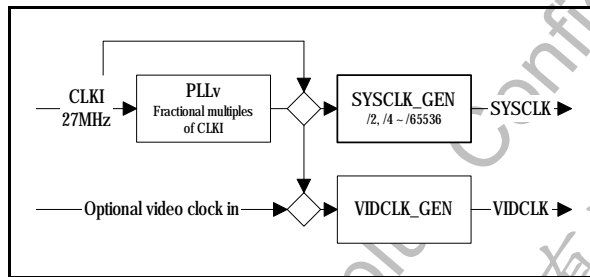 CLKI
27MHz
PLLv
Fractional multiples
of CLKI
SYSCLK_GEN
/2, /4 ~ /65536
SYSCLK
Optional video clock in
VIDCLK_GEN
VIDCLK